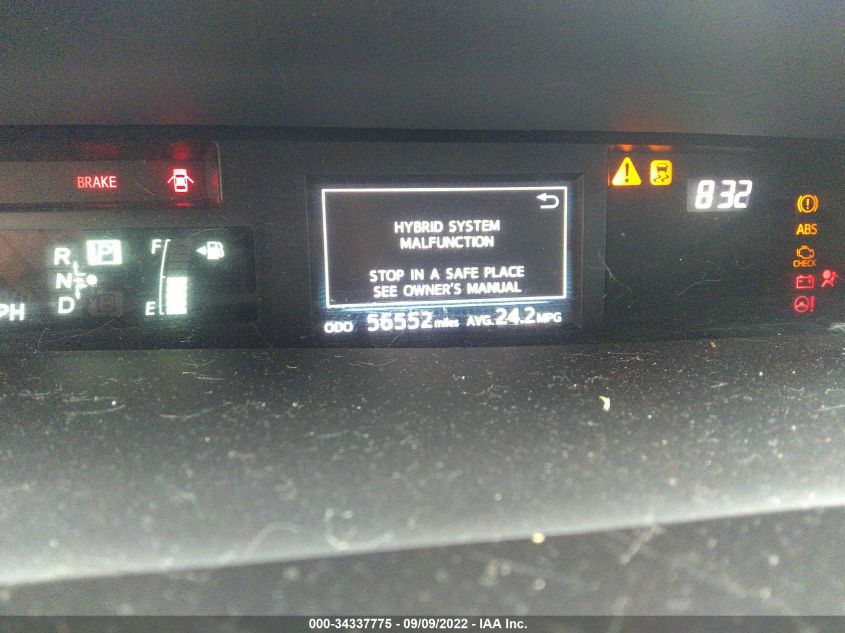 BRAKE
832
ABS
CHECK
HYBRID SYSTEM
MALFUNCTION
STOP IN A SAFE PLACE
SEE OWNER'S MANUAL
R P
N
D
F
E
PH
ODO 56552 miles AVG. 24.2 MPG
000-34337775 - 09/09/2022 - IAA Inc.